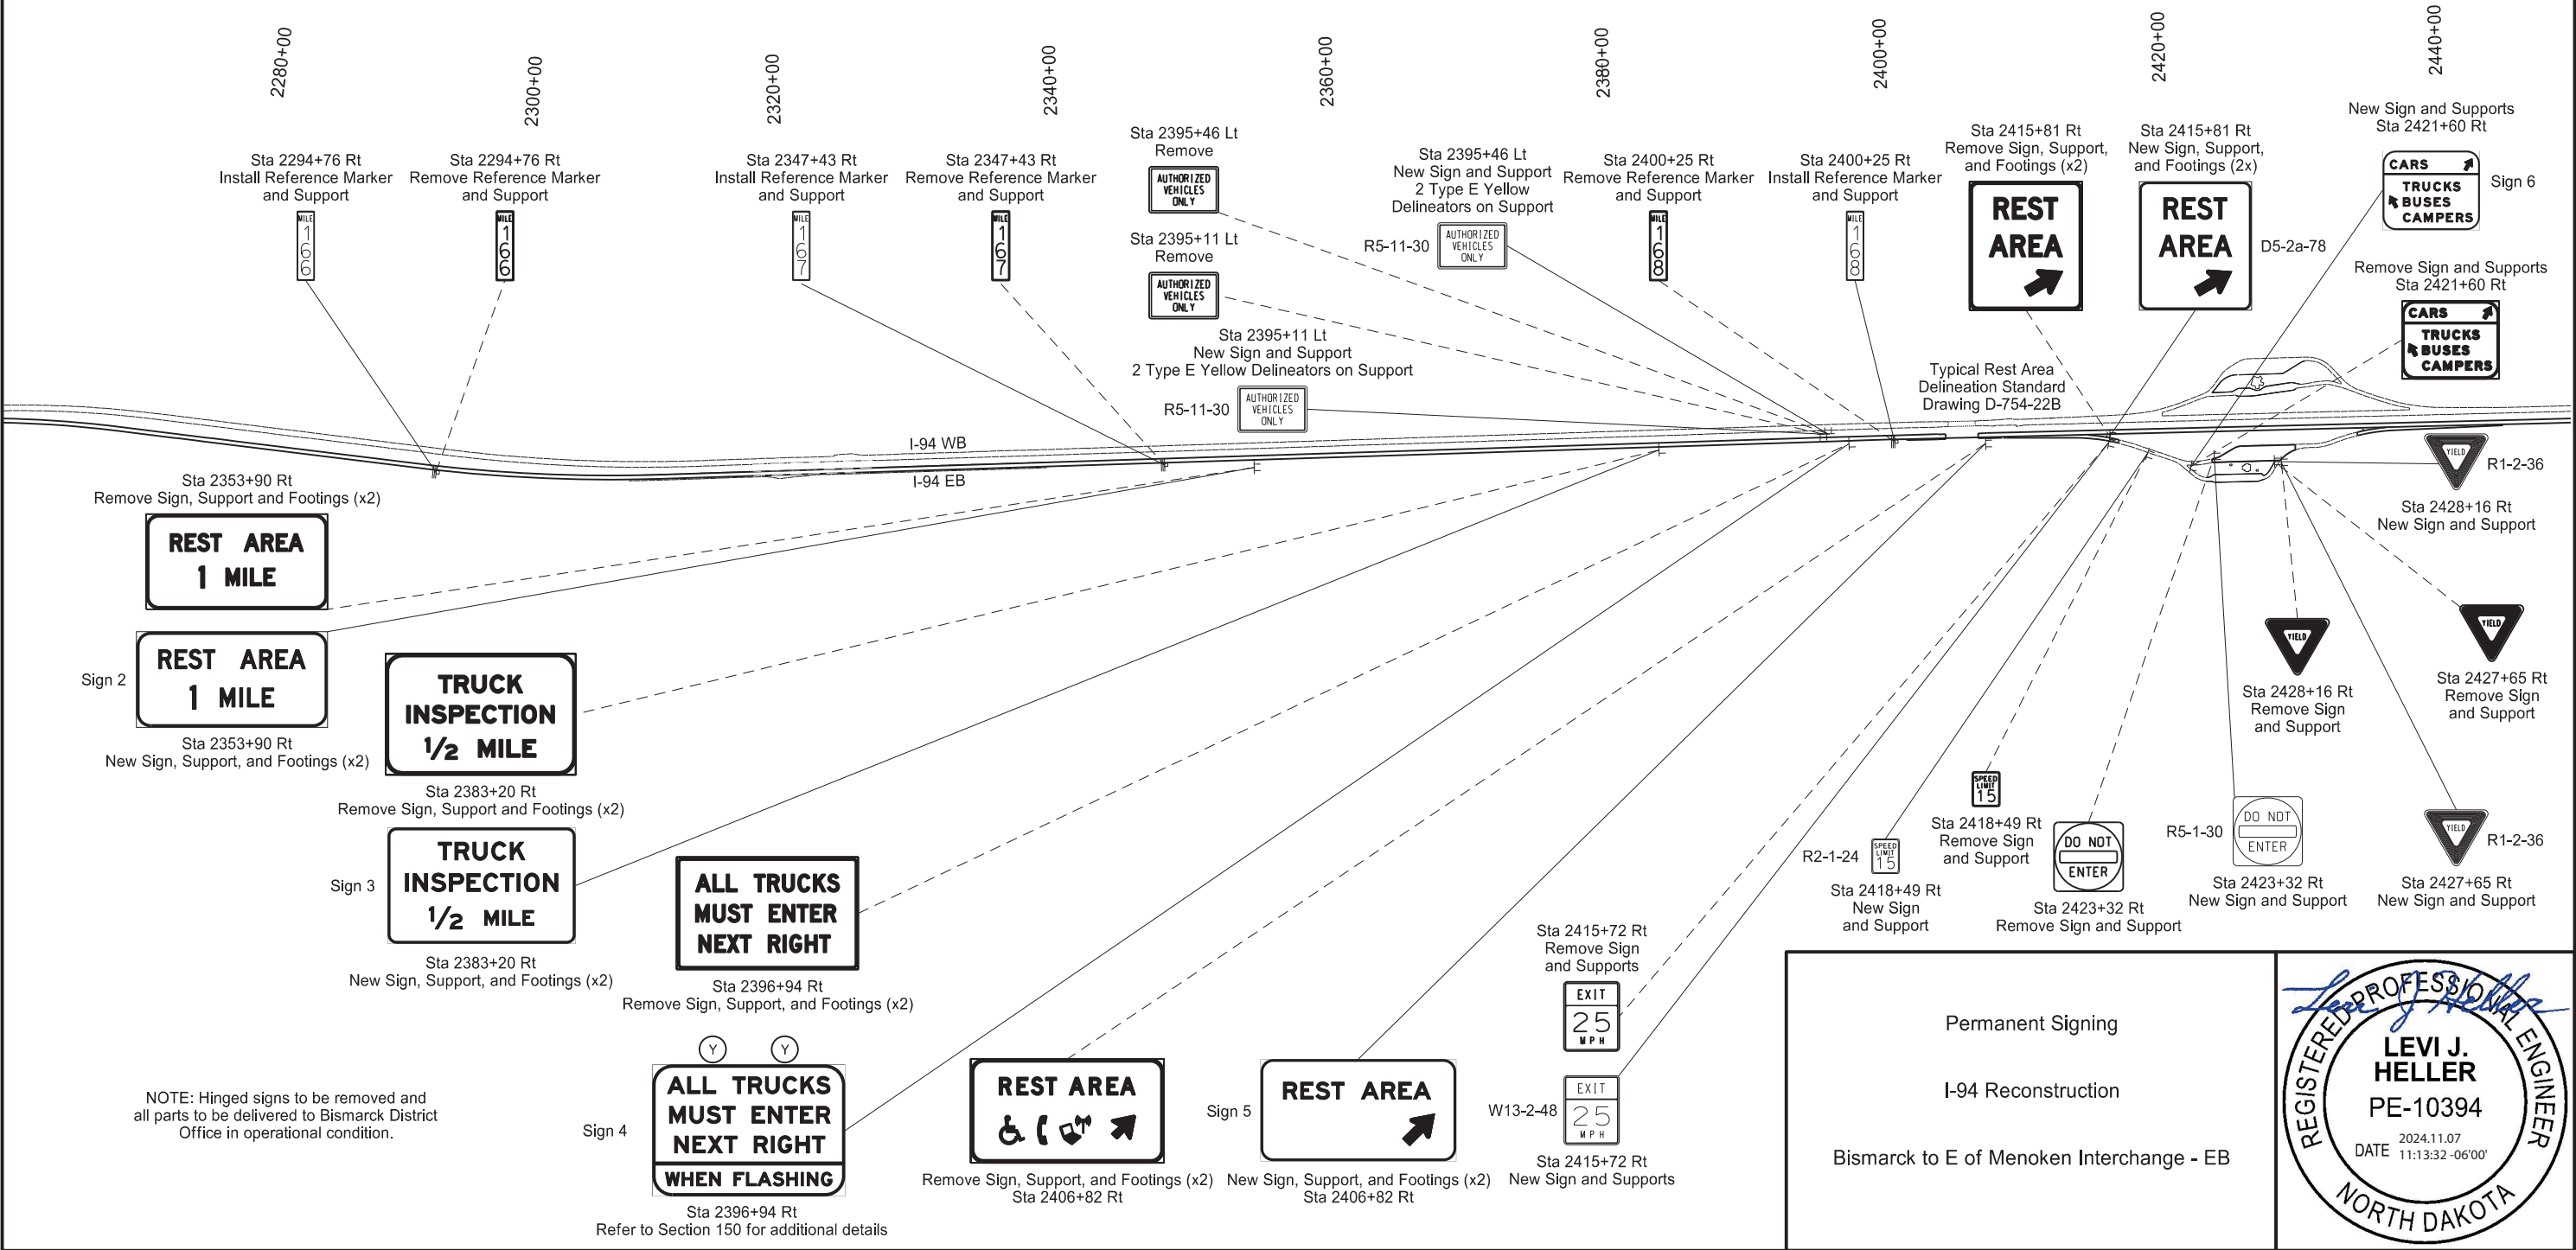 2280+00
2300+00
2320+00
2340+00
2360+00
2380+00
2400+00
2420+00
2440+00
Sta 2294+76 Rt
Install Reference Marker
and Support
MILE
166
Sta 2294+76 Rt
Remove Reference Marker
and Support
MILE
166
Sta 2347+43 Rt
Install Reference Marker
and Support
MILE
167
Sta 2347+43 Rt
Remove Reference Marker
and Support
MILE
167
Sta 2395+46 Lt
Remove
AUTHORIZED
VEHICLES
ONLY
Sta 2395+11 Lt
Remove
AUTHORIZED
VEHICLES
ONLY
Sta 2395+11 Lt
New Sign and Support
2 Type E Yellow Delineators on Support
R5-11-30
AUTHORIZED
VEHICLES
ONLY
Sta 2395+46 Lt
New Sign and Support
2 Type E Yellow
Delineators on Support
R5-11-30
AUTHORIZED
VEHICLES
ONLY
Sta 2400+25 Rt
Remove Reference Marker
and Support
MILE
168
Sta 2400+25 Rt
Install Reference Marker
and Support
MILE
168
Sta 2415+81 Rt
Remove Sign, Support,
and Footings (x2)
REST
AREA
Sta 2415+81 Rt
New Sign, Support,
and Footings (2x)
REST
AREA
D5-2a-78
New Sign and Supports
Sta 2421+60 Rt
CARS
TRUCKS
BUSES
CAMPERS
Sign 6
Remove Sign and Supports
Sta 2421+60 Rt
CARS
TRUCKS
BUSES
CAMPERS
Typical Rest Area
Delineation Standard
Drawing D-754-22B
I-94 WB
I-94 EB
YIELD
R1-2-36
Sta 2428+16 Rt
New Sign and Support
Sta 2353+90 Rt
Remove Sign, Support and Footings (x2)
REST AREA
1 MILE
Sign 2
REST AREA
1 MILE
Sta 2353+90 Rt
New Sign, Support, and Footings (x2)
TRUCK
INSPECTION
1/2 MILE
Sta 2383+20 Rt
Remove Sign, Support and Footings (x2)
Sign 3
TRUCK
INSPECTION
1/2 MILE
Sta 2383+20 Rt
New Sign, Support, and Footings (x2)
ALL TRUCKS
MUST ENTER
NEXT RIGHT
Sta 2396+94 Rt
Remove Sign, Support, and Footings (x2)
Y Y
Sign 4
ALL TRUCKS
MUST ENTER
NEXT RIGHT
WHEN FLASHING
Sta 2396+94 Rt
Refer to Section 150 for additional details
REST AREA
Remove Sign, Support, and Footings (x2)
Sta 2406+82 Rt
Sign 5
REST AREA
New Sign, Support, and Footings (x2)
Sta 2406+82 Rt
Sta 2415+72 Rt
Remove Sign
and Supports
EXIT
25
MPH
W13-2-48
EXIT
25
MPH
Sta 2415+72 Rt
New Sign and Supports
R2-1-24
SPEED
LIMIT
15
Sta 2418+49 Rt
New Sign
and Support
SPEED
LIMIT
15
Sta 2418+49 Rt
Remove Sign
and Support
DO NOT
ENTER
Sta 2423+32 Rt
Remove Sign and Support
R5-1-30
DO NOT
ENTER
Sta 2423+32 Rt
New Sign and Support
YIELD
Sta 2428+16 Rt
Remove Sign
and Support
YIELD
Sta 2427+65 Rt
Remove Sign
and Support
YIELD
R1-2-36
Sta 2427+65 Rt
New Sign and Support
NOTE: Hinged signs to be removed and
all parts to be delivered to Bismarck District
Office in operational condition.
Permanent Signing
I-94 Reconstruction
Bismarck to E of Menoken Interchange - EB
Levi J Heller
REGISTERED PROFESSIONAL ENGINEER
LEVI J.
HELLER
PE-10394
DATE 2024.11.07
11:13:32 -06'00'
NORTH DAKOTA